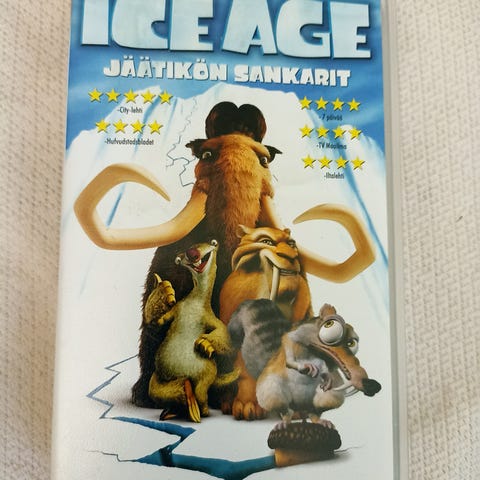 ICE AGE
JÄÄTIKÖN SANKARIT
-City-lehti
-7 päivää
-Hufvudstadsbladet
-TV Maailma
-Iltalehti